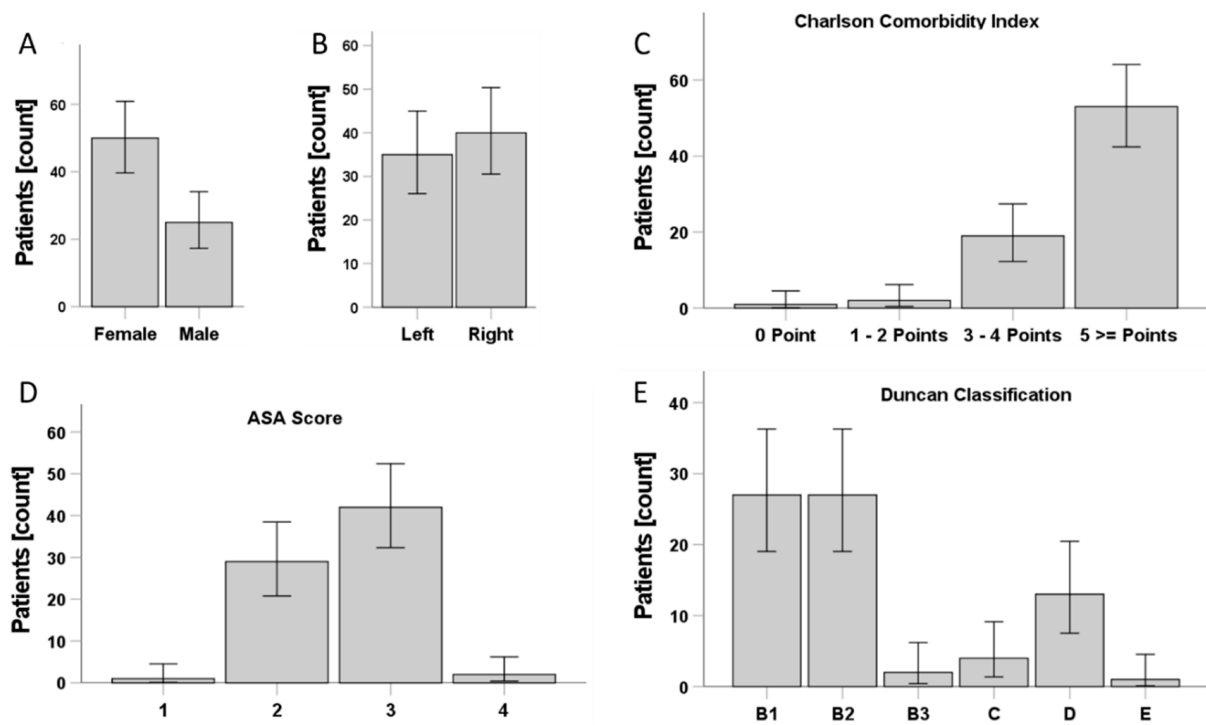 A
Patients [count]
60
40
20
0
Female Male
B
Patients [count]
60
50
40
30
20
10
0
Left Right
C
Charlson Comorbidity Index
Patients [count]
60
40
20
0
0 Point 1 - 2 Points 3 - 4 Points 5 >= Points
D
ASA Score
Patients [count]
60
50
40
30
20
10
0
1 2 3 4
E
Duncan Classification
Patients [count]
40
30
20
10
0
B1 B2 B3 C D E